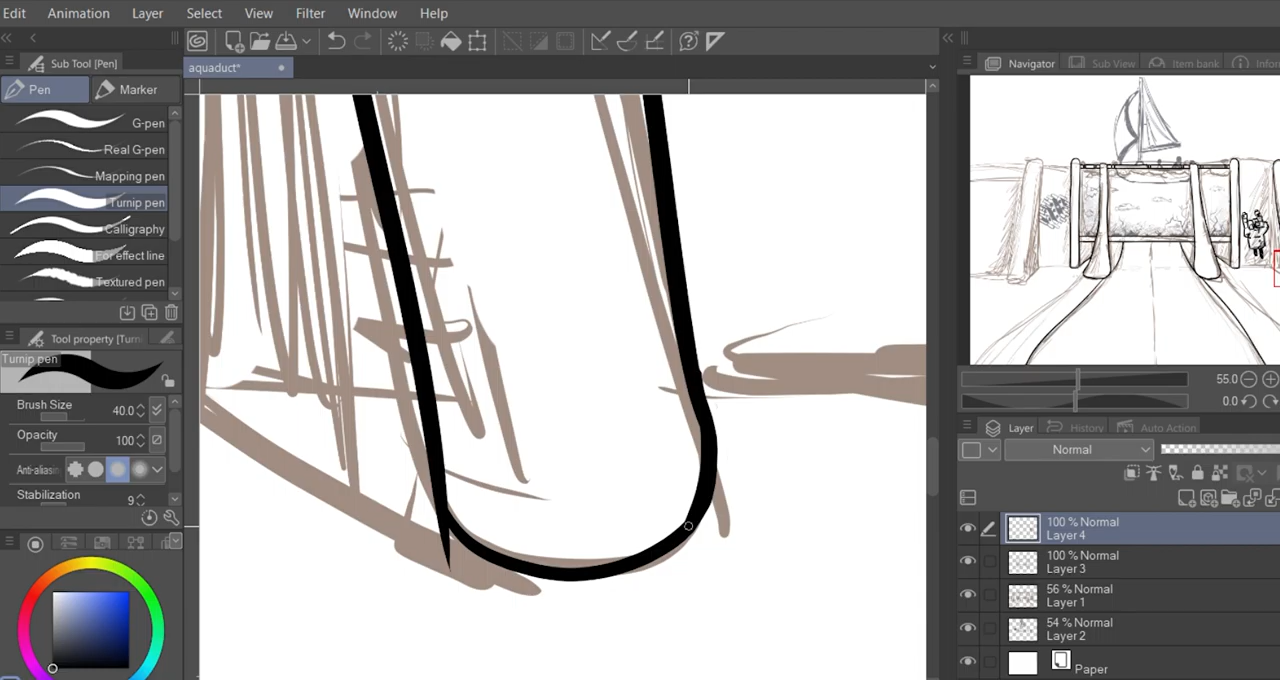 Edit Animation Layer Select View Filter Window Help
Sub Tool [Pen]
Pen Marker
G-pen
Real G-pen
Mapping pen
Turnip pen
Calligraphy
For effect line
Textured pen
Tool property [Turn
Turnip pen
Brush Size 40.0
Opacity 100
Anti-aliasin
Stabilization 9
aquaduct*
Navigator Sub View Item bank Infor
55.0
0.0
Layer History Auto Action
Normal
100 % Normal
Layer 4
100 % Normal
Layer 3
56 % Normal
Layer 1
54 % Normal
Layer 2
Paper